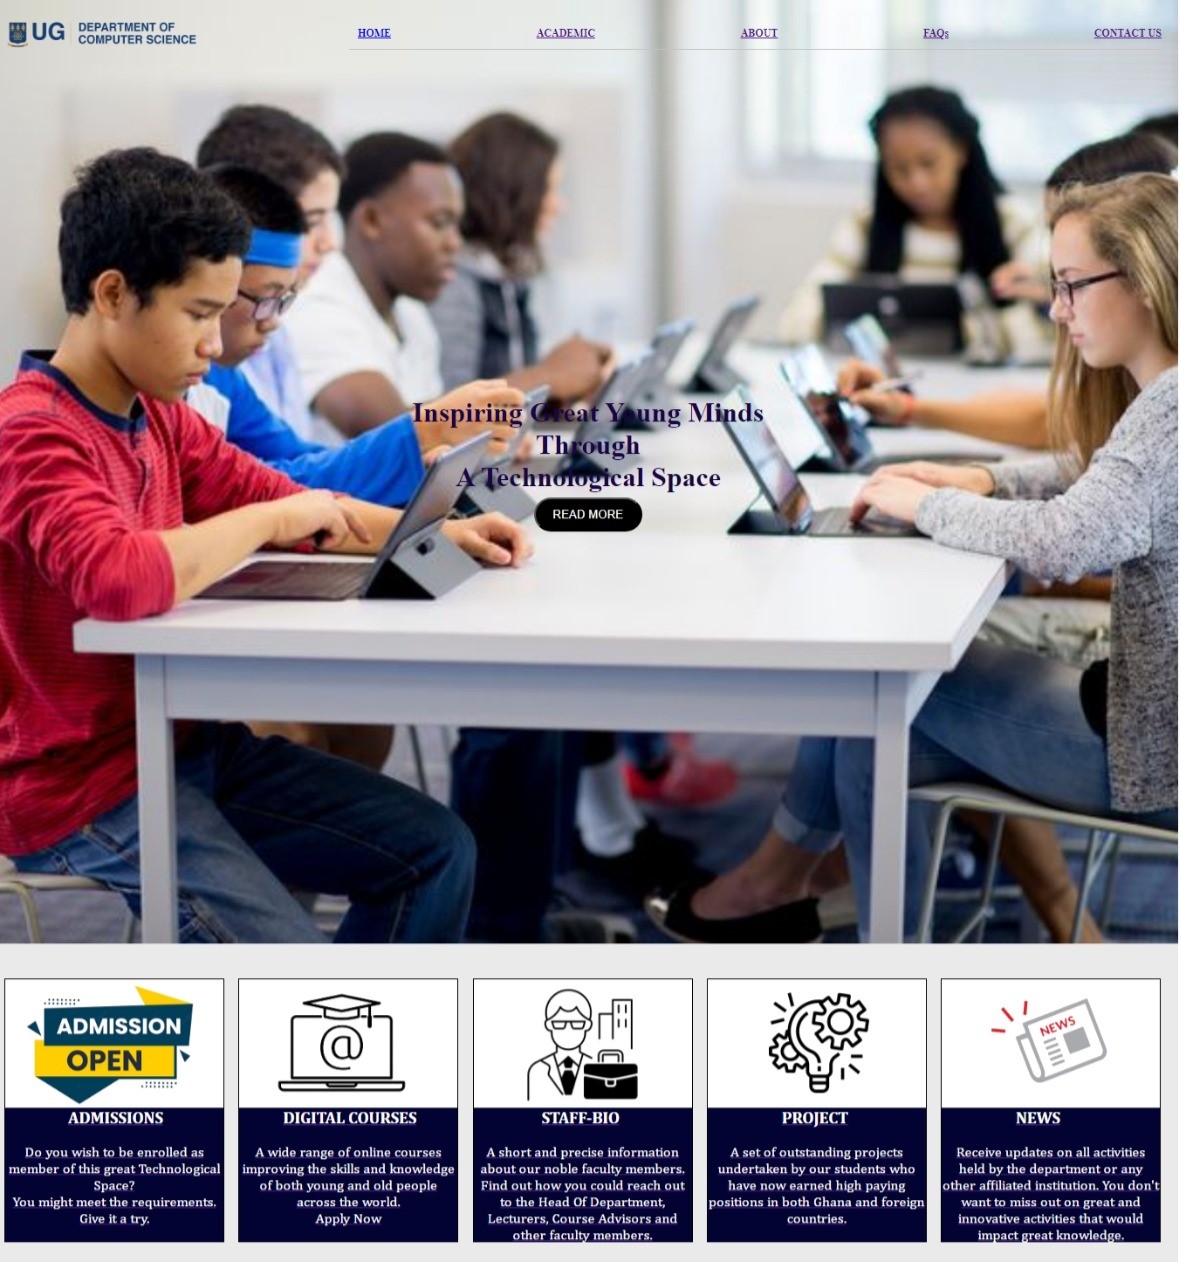 UG DEPARTMENT OF
COMPUTER SCIENCE
HOME ACADEMIC ABOUT FAQs CONTACT US
Inspiring Great Young Minds
Through
A Technological Space
READ MORE
ADMISSION
OPEN
ADMISSIONS
Do you wish to be enrolled as
member of this great Technological
Space?
You might meet the requirements.
Give it a try.
@
DIGITAL COURSES
A wide range of online courses
improving the skills and knowledge
of both young and old people
across the world.
Apply Now
STAFF-BIO
A short and precise information
about our noble faculty members.
Find out how you could reach out
to the Head Of Department,
Lecturers, Course Advisors and
other faculty members.
PROJECT
A set of outstanding projects
undertaken by our students who
have now earned high paying
positions in both Ghana and foreign
countries.
NEWS
NEWS
Receive updates on all activities
held by the department or any
other affiliated institution. You don't
want to miss out on great and
innovative activities that would
impact great knowledge.